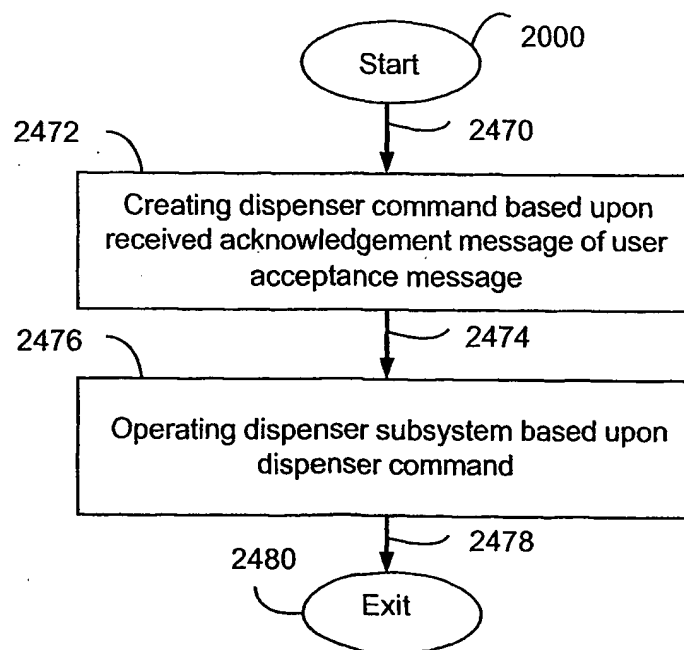 2000
Start
2472
2470
Creating dispenser command based upon
received acknowledgement message of user
acceptance message
2476
2474
Operating dispenser subsystem based upon
dispenser command
2480
2478
Exit